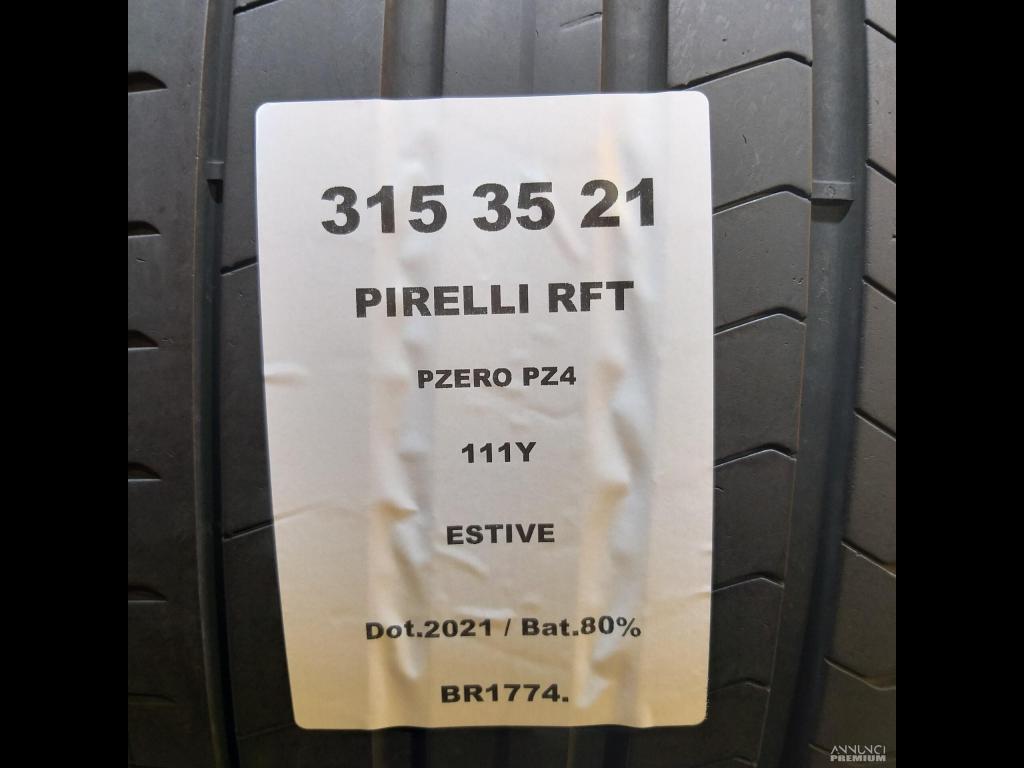 315 35 21
PIRELLI RFT
PZERO PZ4
111Y
ESTIVE
Dot.2021 / Bat.80%
BR1774.
ANNUNCI
PREMIUM